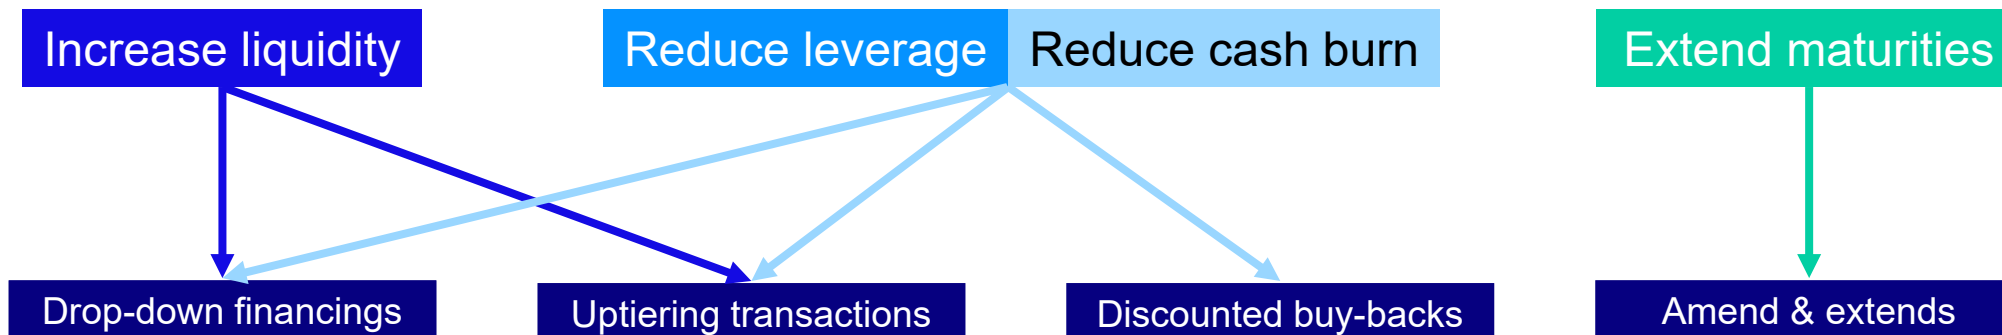 Increase liquidity
Reduce leverage
Reduce cash burn
Extend maturities
Drop-down financings
Uptiering transactions
Discounted buy-backs
Amend & extends